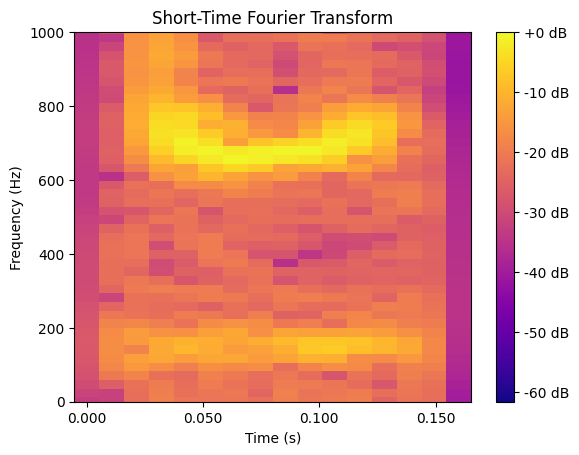 Short-Time Fourier Transform
1000
800
600
400
200
0
Frequency (Hz)
0.000
0.050
0.100
0.150
Time (s)
+0 dB
-10 dB
-20 dB
-30 dB
-40 dB
-50 dB
-60 dB